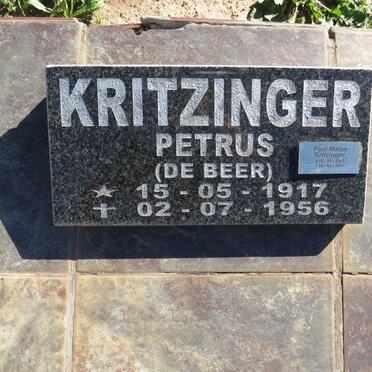 KRITZINGER
PETRUS
(DE BEER)
15 - 05 - 1917
02 - 07 - 1956
Paul Malan
Kritzinger